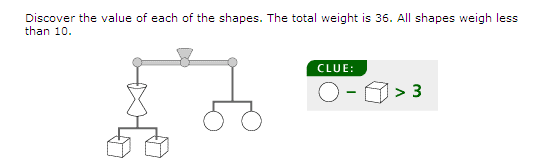 Discover the value of each of the shapes. The total weight is 36. All shapes weigh less
than 10.
CLUE:
- > 3